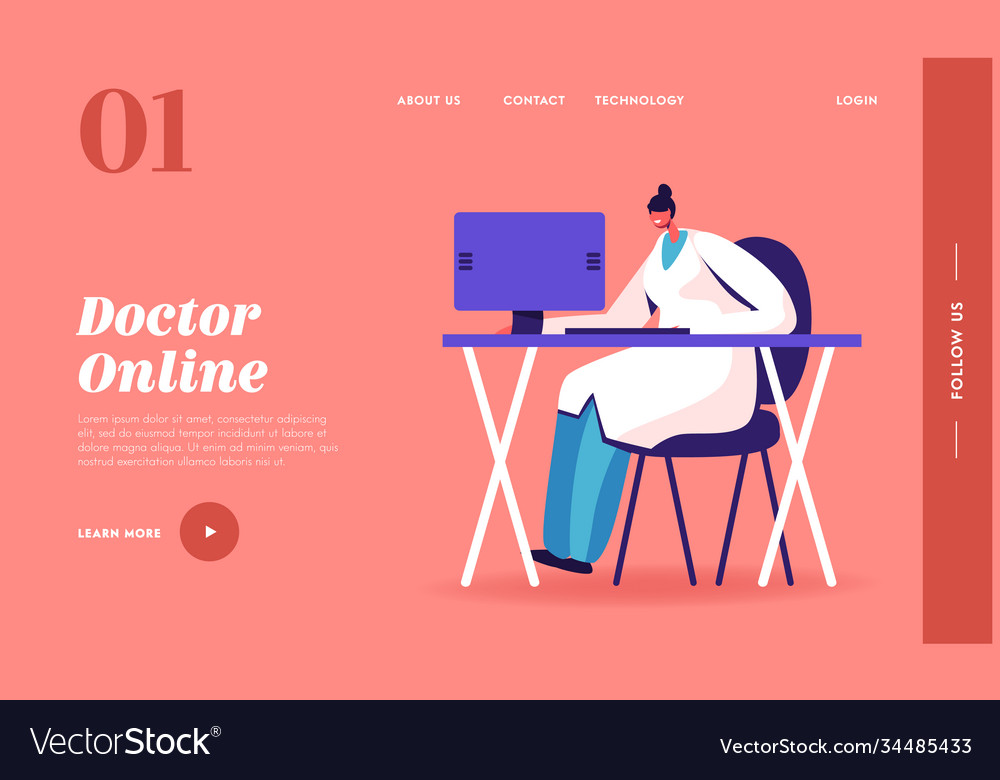 01
ABOUT US
CONTACT
TECHNOLOGY
LOGIN
Doctor
Online
Lorem ipsum dolor sit amet, consectetur adipiscing
elit, sed do eiusmod tempor incididunt ut labore et
dolore magna aliqua. Ut enim ad minim veniam, quis
nostrud exercitation ullamco laboris nisi ut.
LEARN MORE
FOLLOW US
VectorStock®
VectorStock.com/34485433